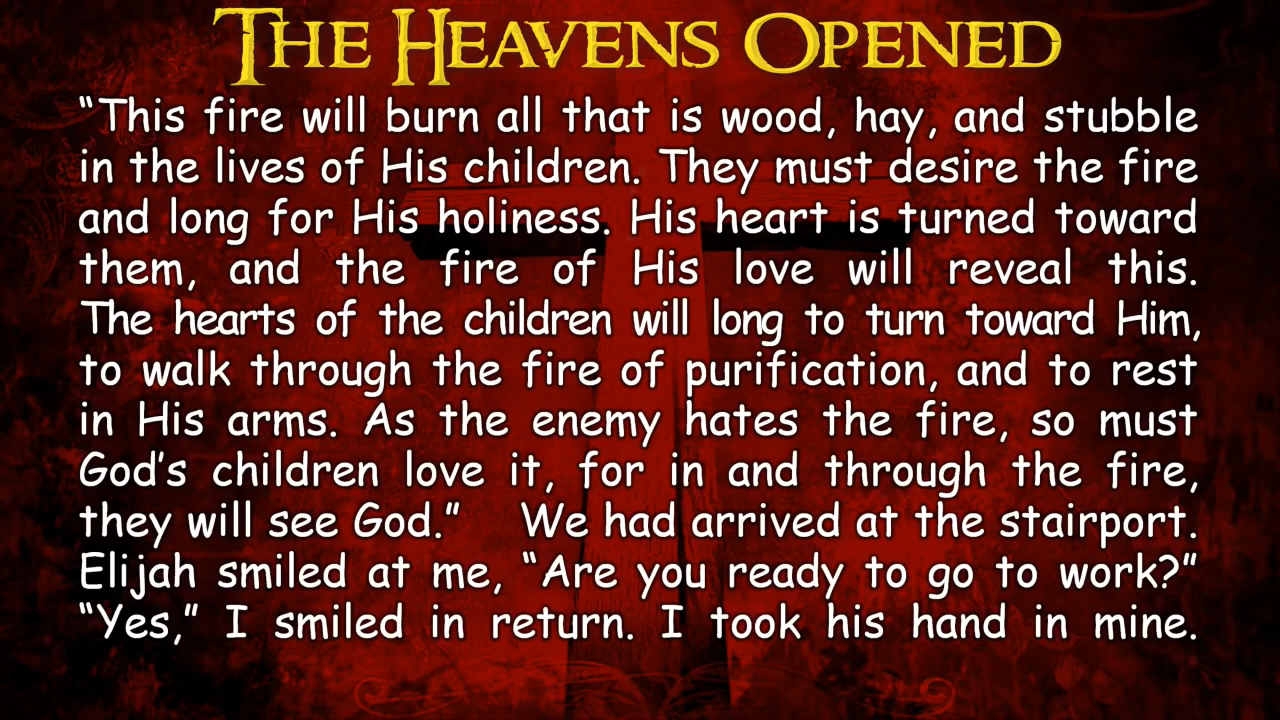 THE HEAVENS OPENED
“This fire will burn all that is wood, hay, and stubble
in the lives of His children. They must desire the fire
and long for His holiness. His heart is turned toward
them, and the fire of His love will reveal this.
The hearts of the children will long to turn toward Him,
to walk through the fire of purification, and to rest
in His arms. As the enemy hates the fire, so must
God’s children love it, for in and through the fire,
they will see God.” We had arrived at the stairport.
Elijah smiled at me, “Are you ready to go to work?”
“Yes,” I smiled in return. I took his hand in mine.